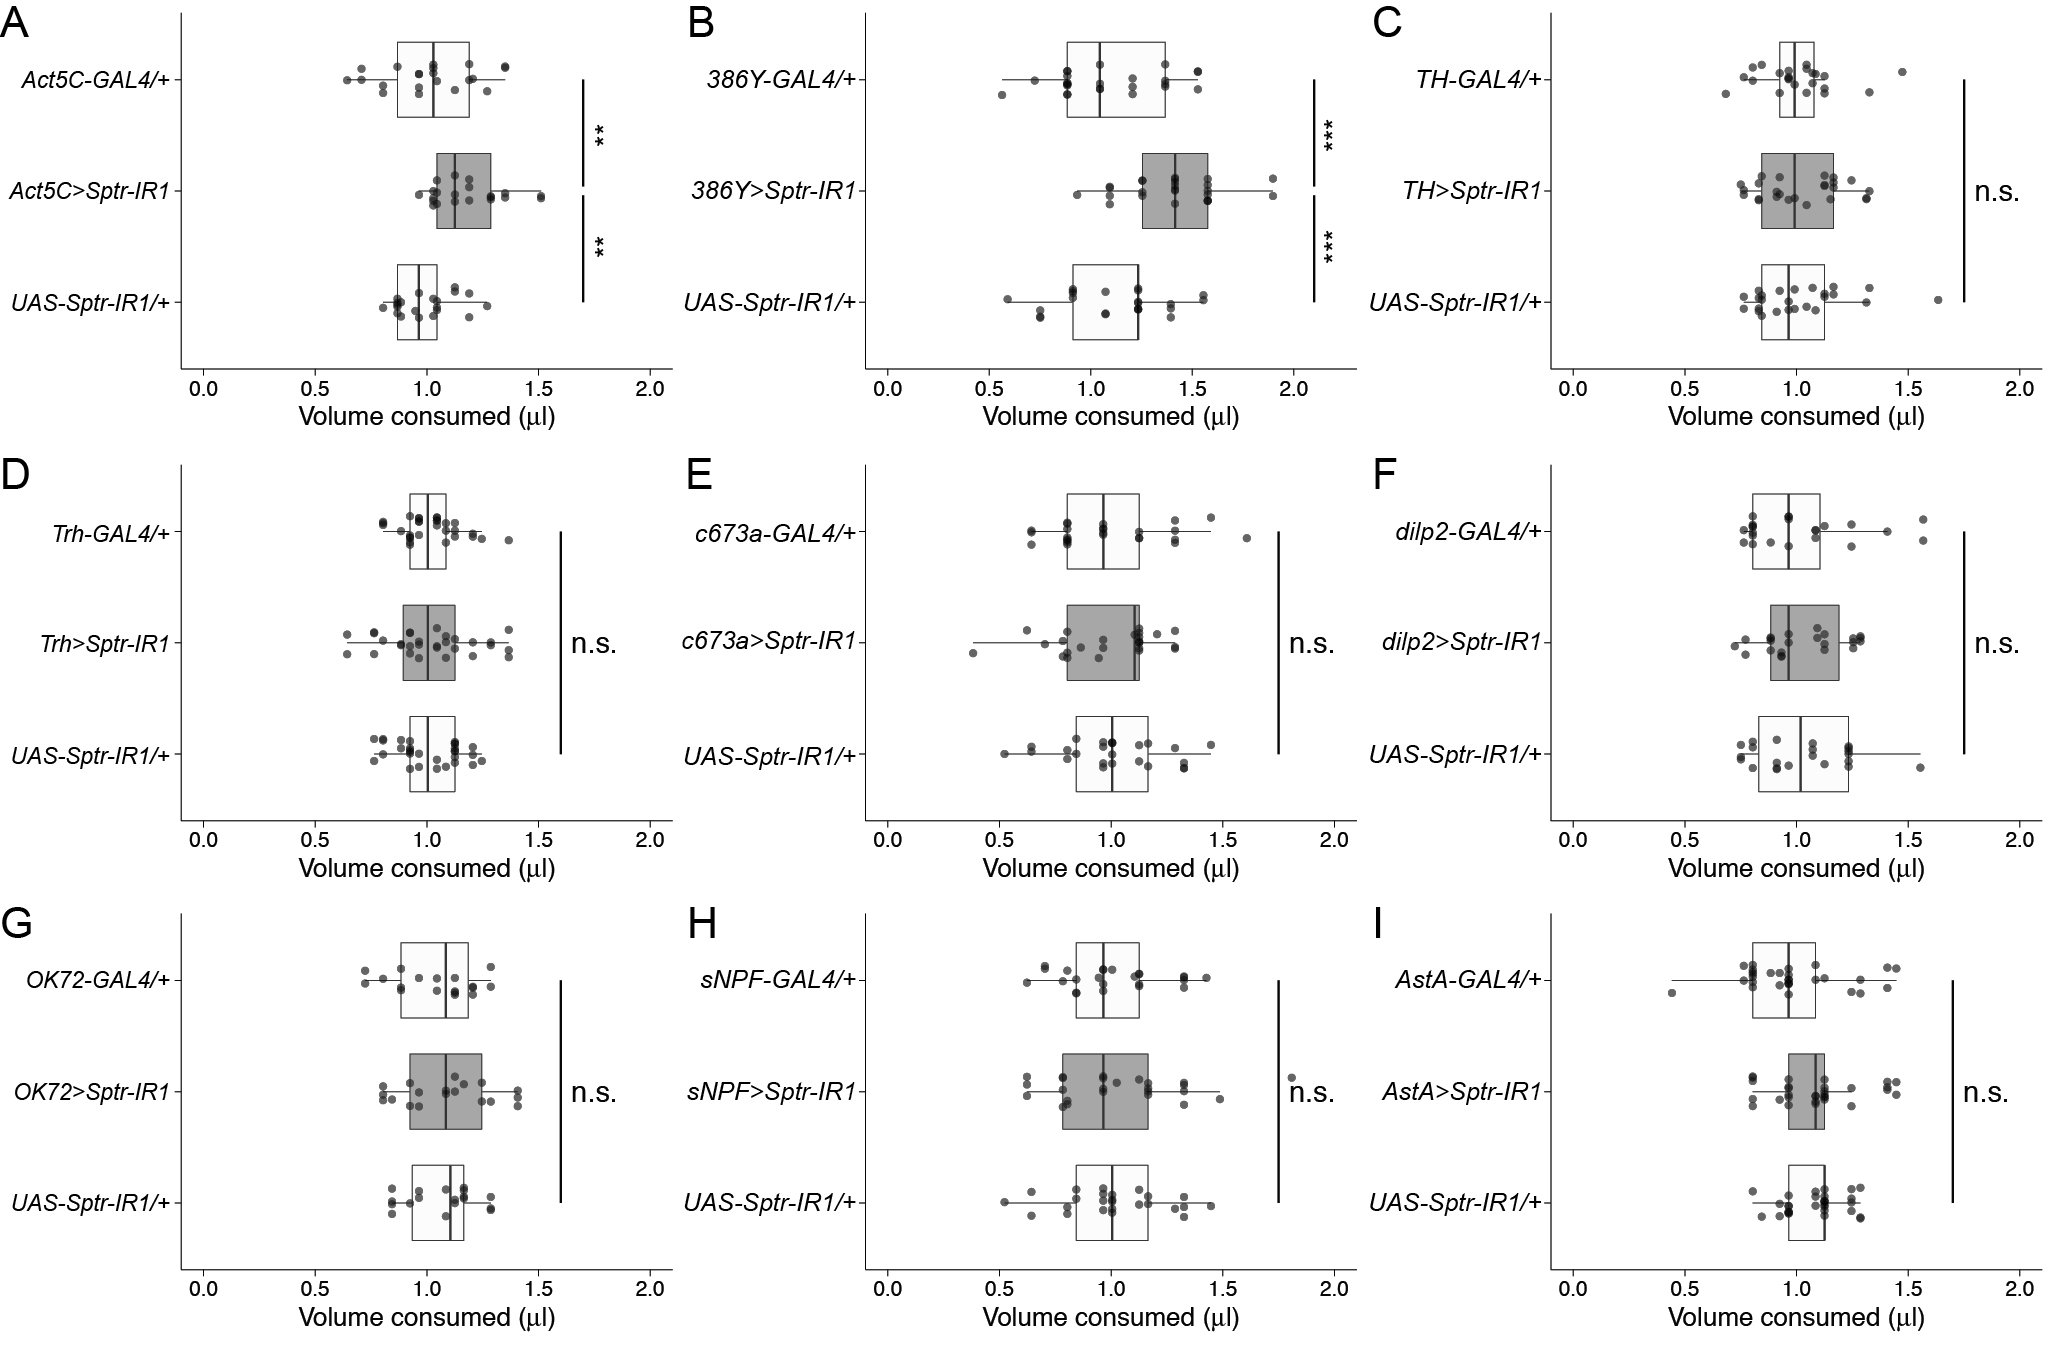 A
Act5C-GAL4/+
Act5C>Sptr-IR1
UAS-Sptr-IR1/+
**
**
0.0 0.5 1.0 1.5 2.0
Volume consumed (μl)
B
386Y-GAL4/+
386Y>Sptr-IR1
UAS-Sptr-IR1/+
***
***
0.0 0.5 1.0 1.5 2.0
Volume consumed (μl)
C
TH-GAL4/+
TH>Sptr-IR1
UAS-Sptr-IR1/+
n.s.
0.0 0.5 1.0 1.5 2.0
Volume consumed (μl)
D
Trh-GAL4/+
Trh>Sptr-IR1
UAS-Sptr-IR1/+
n.s.
0.0 0.5 1.0 1.5 2.0
Volume consumed (μl)
E
c673a-GAL4/+
c673a>Sptr-IR1
UAS-Sptr-IR1/+
n.s.
0.0 0.5 1.0 1.5 2.0
Volume consumed (μl)
F
dilp2-GAL4/+
dilp2>Sptr-IR1
UAS-Sptr-IR1/+
n.s.
0.0 0.5 1.0 1.5 2.0
Volume consumed (μl)
G
OK72-GAL4/+
OK72>Sptr-IR1
UAS-Sptr-IR1/+
n.s.
0.0 0.5 1.0 1.5 2.0
Volume consumed (μl)
H
sNPF-GAL4/+
sNPF>Sptr-IR1
UAS-Sptr-IR1/+
n.s.
0.0 0.5 1.0 1.5 2.0
Volume consumed (μl)
I
AstA-GAL4/+
AstA>Sptr-IR1
UAS-Sptr-IR1/+
n.s.
0.0 0.5 1.0 1.5 2.0
Volume consumed (μl)